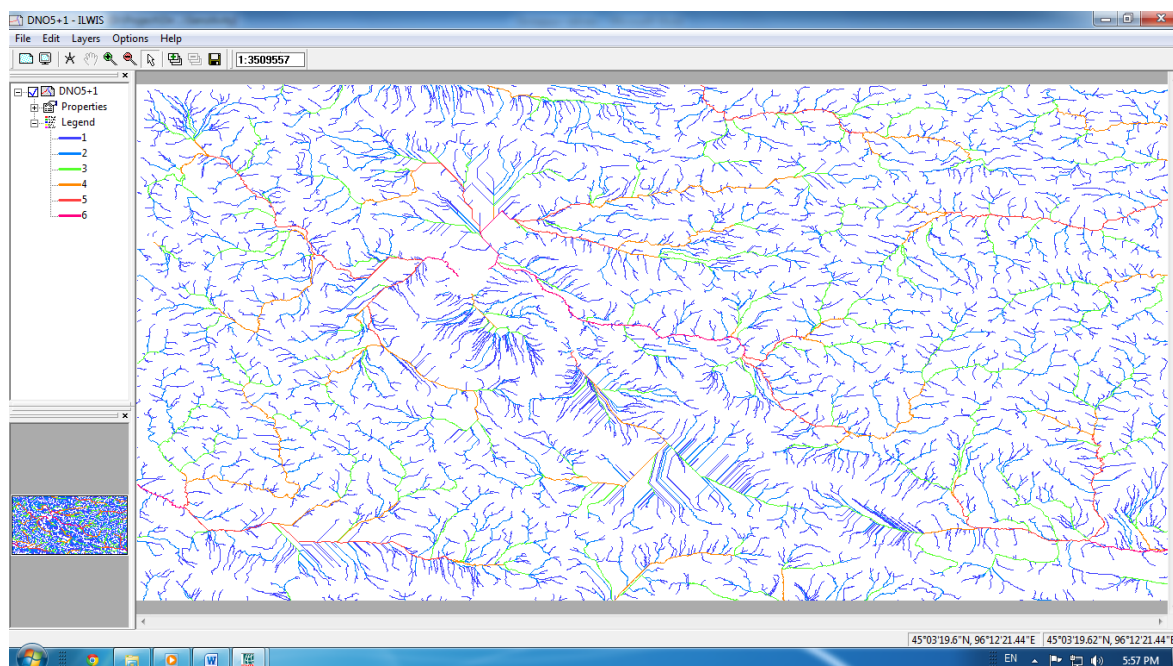 DNO5+1 - ILWIS
File Edit Layers Options Help
1:3509557
DNO5+1
Properties
Legend
1
2
3
4
5
6
45°03'19.6"N, 96°12'21.44"E 45°03'19.62"N, 96°12'21.44"E
EN 5:57 PM